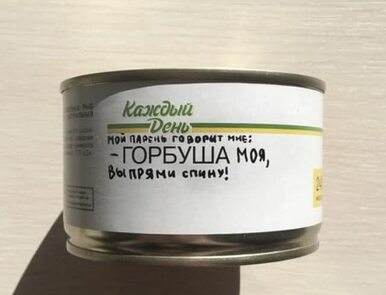 Каждый
День
Мой парень говорит мне:
- ГОРБУША моя,
выпрями спину!